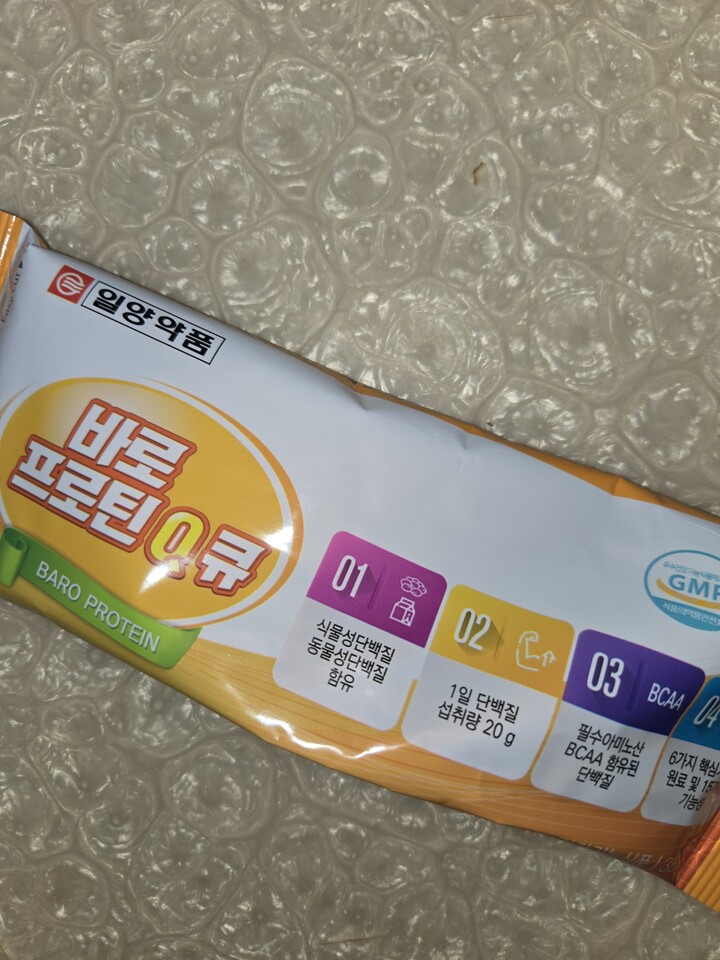 일양약품
바로
프로틴Q큐
BARO PROTEIN
01
식물성단백질
동물성단백질
함유
02
1일 단백질
섭취량 20 g
03
BCAA
필수아미노산
BCAA 함유된
단백질
04
6가지
원료 및
GMP